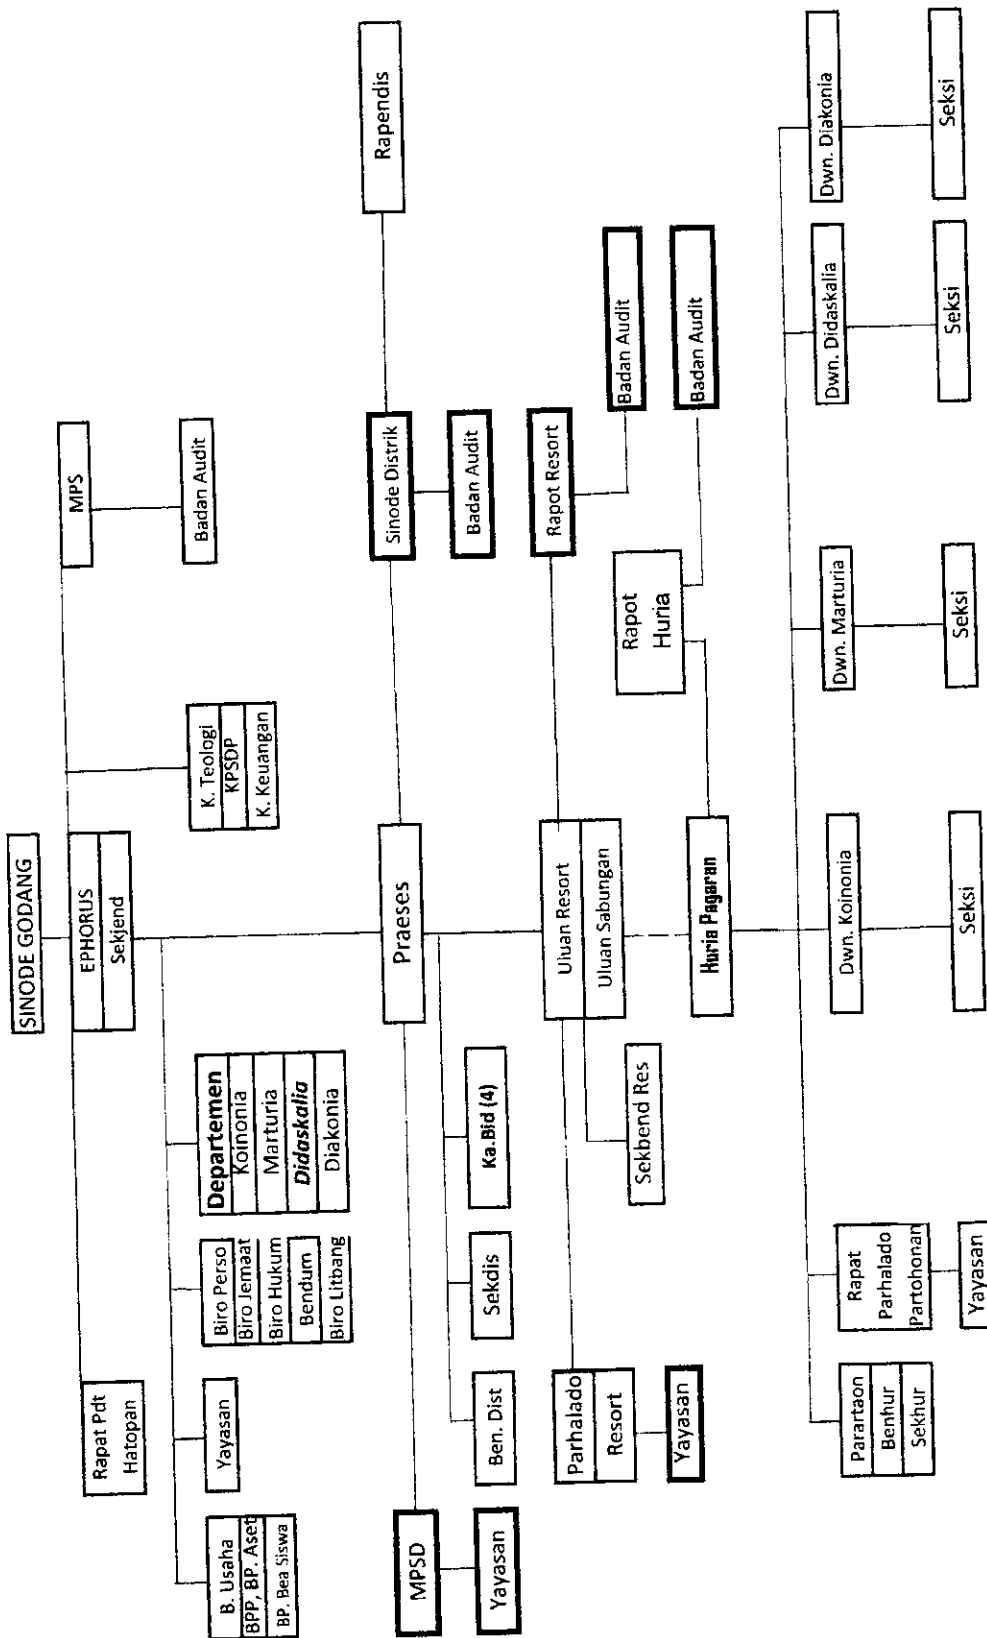 SINODE GODANG
EPHORUS
Sekjend
Rapat Pdt
Hatopan
MPS
Badan Audit
K. Teologi
KPSDP
K. Keuangan
B. Usaha
BPP, BP. Aset
BP. Bea Siswa
Yayasan
Biro Perso
Biro Jemaat
Biro Hukum
Bendum
Biro Litbang
Departemen
Koinonia
Marturia
Didaskalia
Diakonia
MPSD
Yayasan
Praeses
Sinode Distrik
Badan Audit
Rapendis
Ben. Dist
Sekdis
Ka.Bid (4)
Parhalado
Resort
Yayasan
Uluan Resort
Uluan Sabungan
Sekbend Res
Rapot Resort
Badan Audit
Huria Pagaran
Rapot
Huria
Badan Audit
Parartaon
Benhur
Sekhur
Rapat
Parhalado
Partohonan
Yayasan
Dwn. Koinonia
Seksi
Dwn. Marturia
Seksi
Dwn. Didaskalia
Seksi
Dwn. Diakonia
Seksi